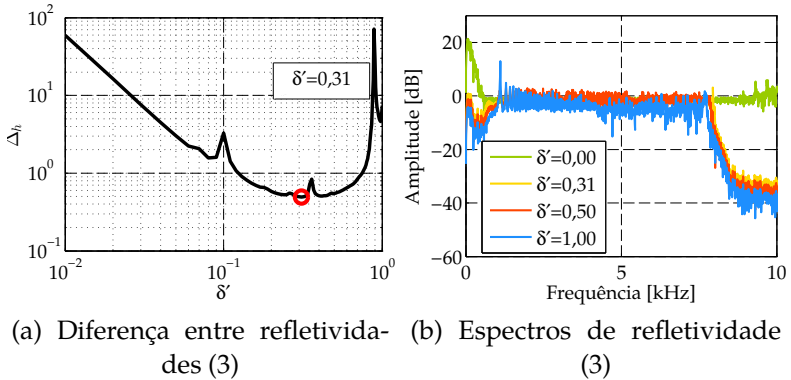 10²
10¹
10⁰
10⁻¹
Δₕ
δ′=0,31
10⁻²
10⁻¹
10⁰
δ′
20
0
−20
−40
−60
Amplitude [dB]
δ′=0,00
δ′=0,31
δ′=0,50
δ′=1,00
0
5
10
Frequência [kHz]
(a) Diferença entre refletivida-
des (3)
(b) Espectros de refletividade
(3)